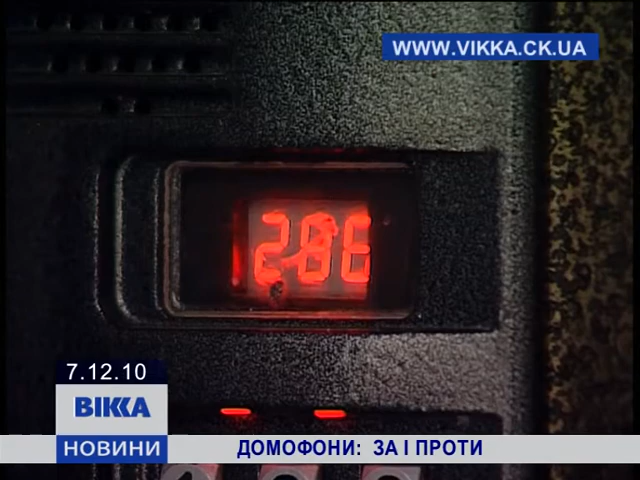 WWW.VIKKA.CK.UA
286
7.12.10
ВІККА
НОВИНИ
ДОМОФОНИ: ЗА І ПРОТИ